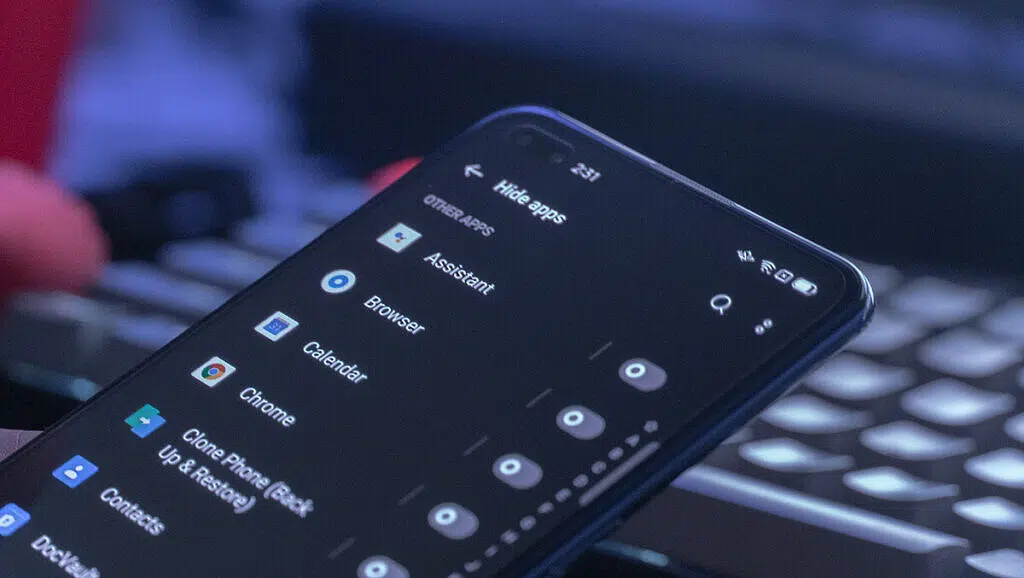 2:31
Hide apps
OTHER APPS
Assistant
Browser
Calendar
Chrome
Clone Phone (Back
Up & Restore)
Contacts
DocVault